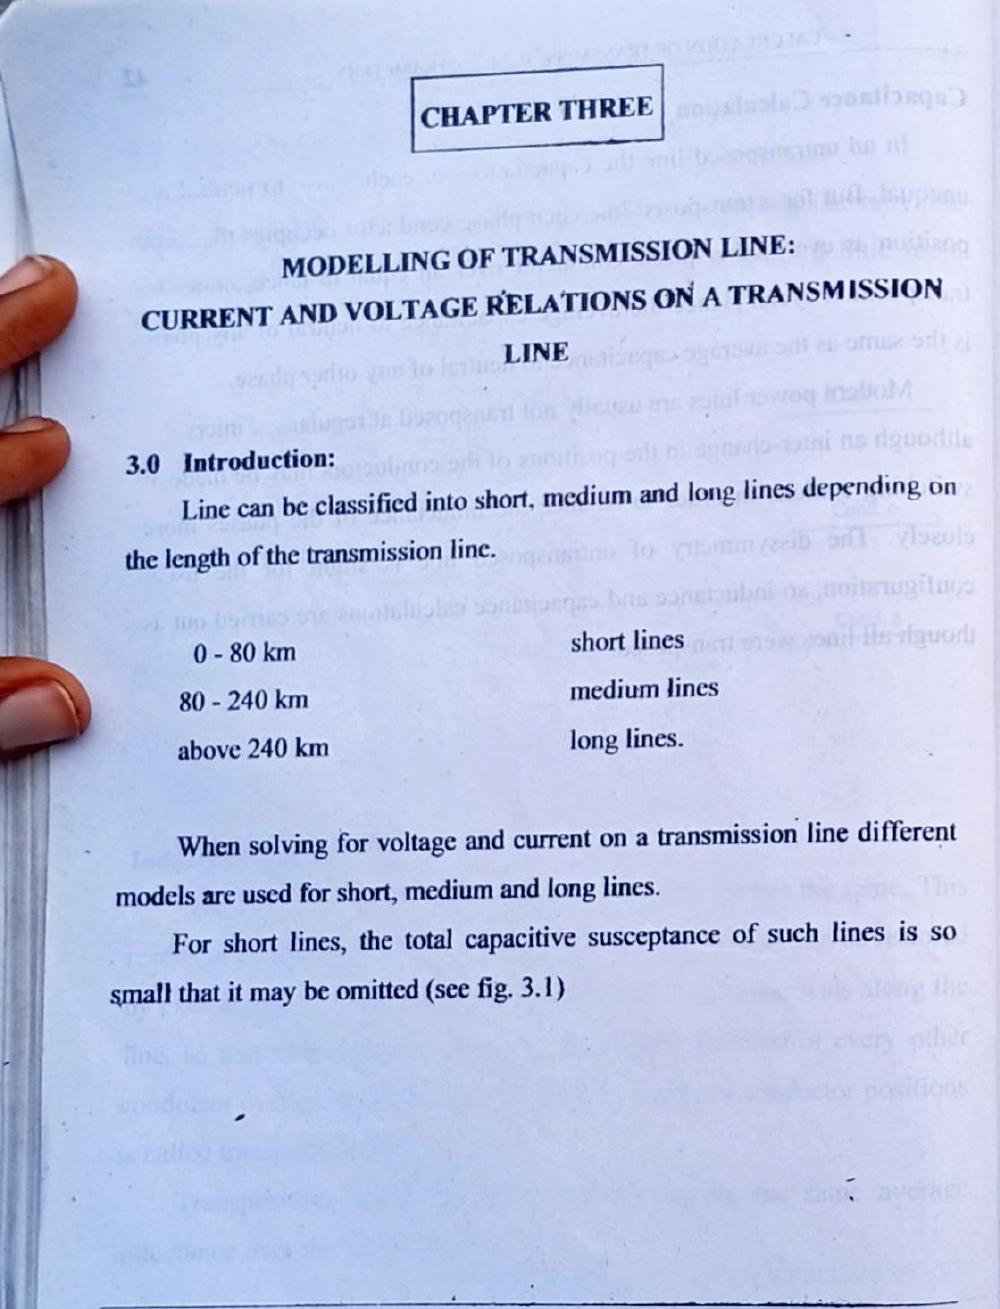 CHAPTER THREE
MODELLING OF TRANSMISSION LINE:
CURRENT AND VOLTAGE RELATIONS ON A TRANSMISSION
LINE
3.0 Introduction:
Line can be classified into short, medium and long lines depending on
the length of the transmission line.
0 - 80 km short lines
80 - 240 km medium lines
above 240 km long lines.
When solving for voltage and current on a transmission line different
models are used for short, medium and long lines.
For short lines, the total capacitive susceptance of such lines is so
small that it may be omitted (see fig. 3.1)